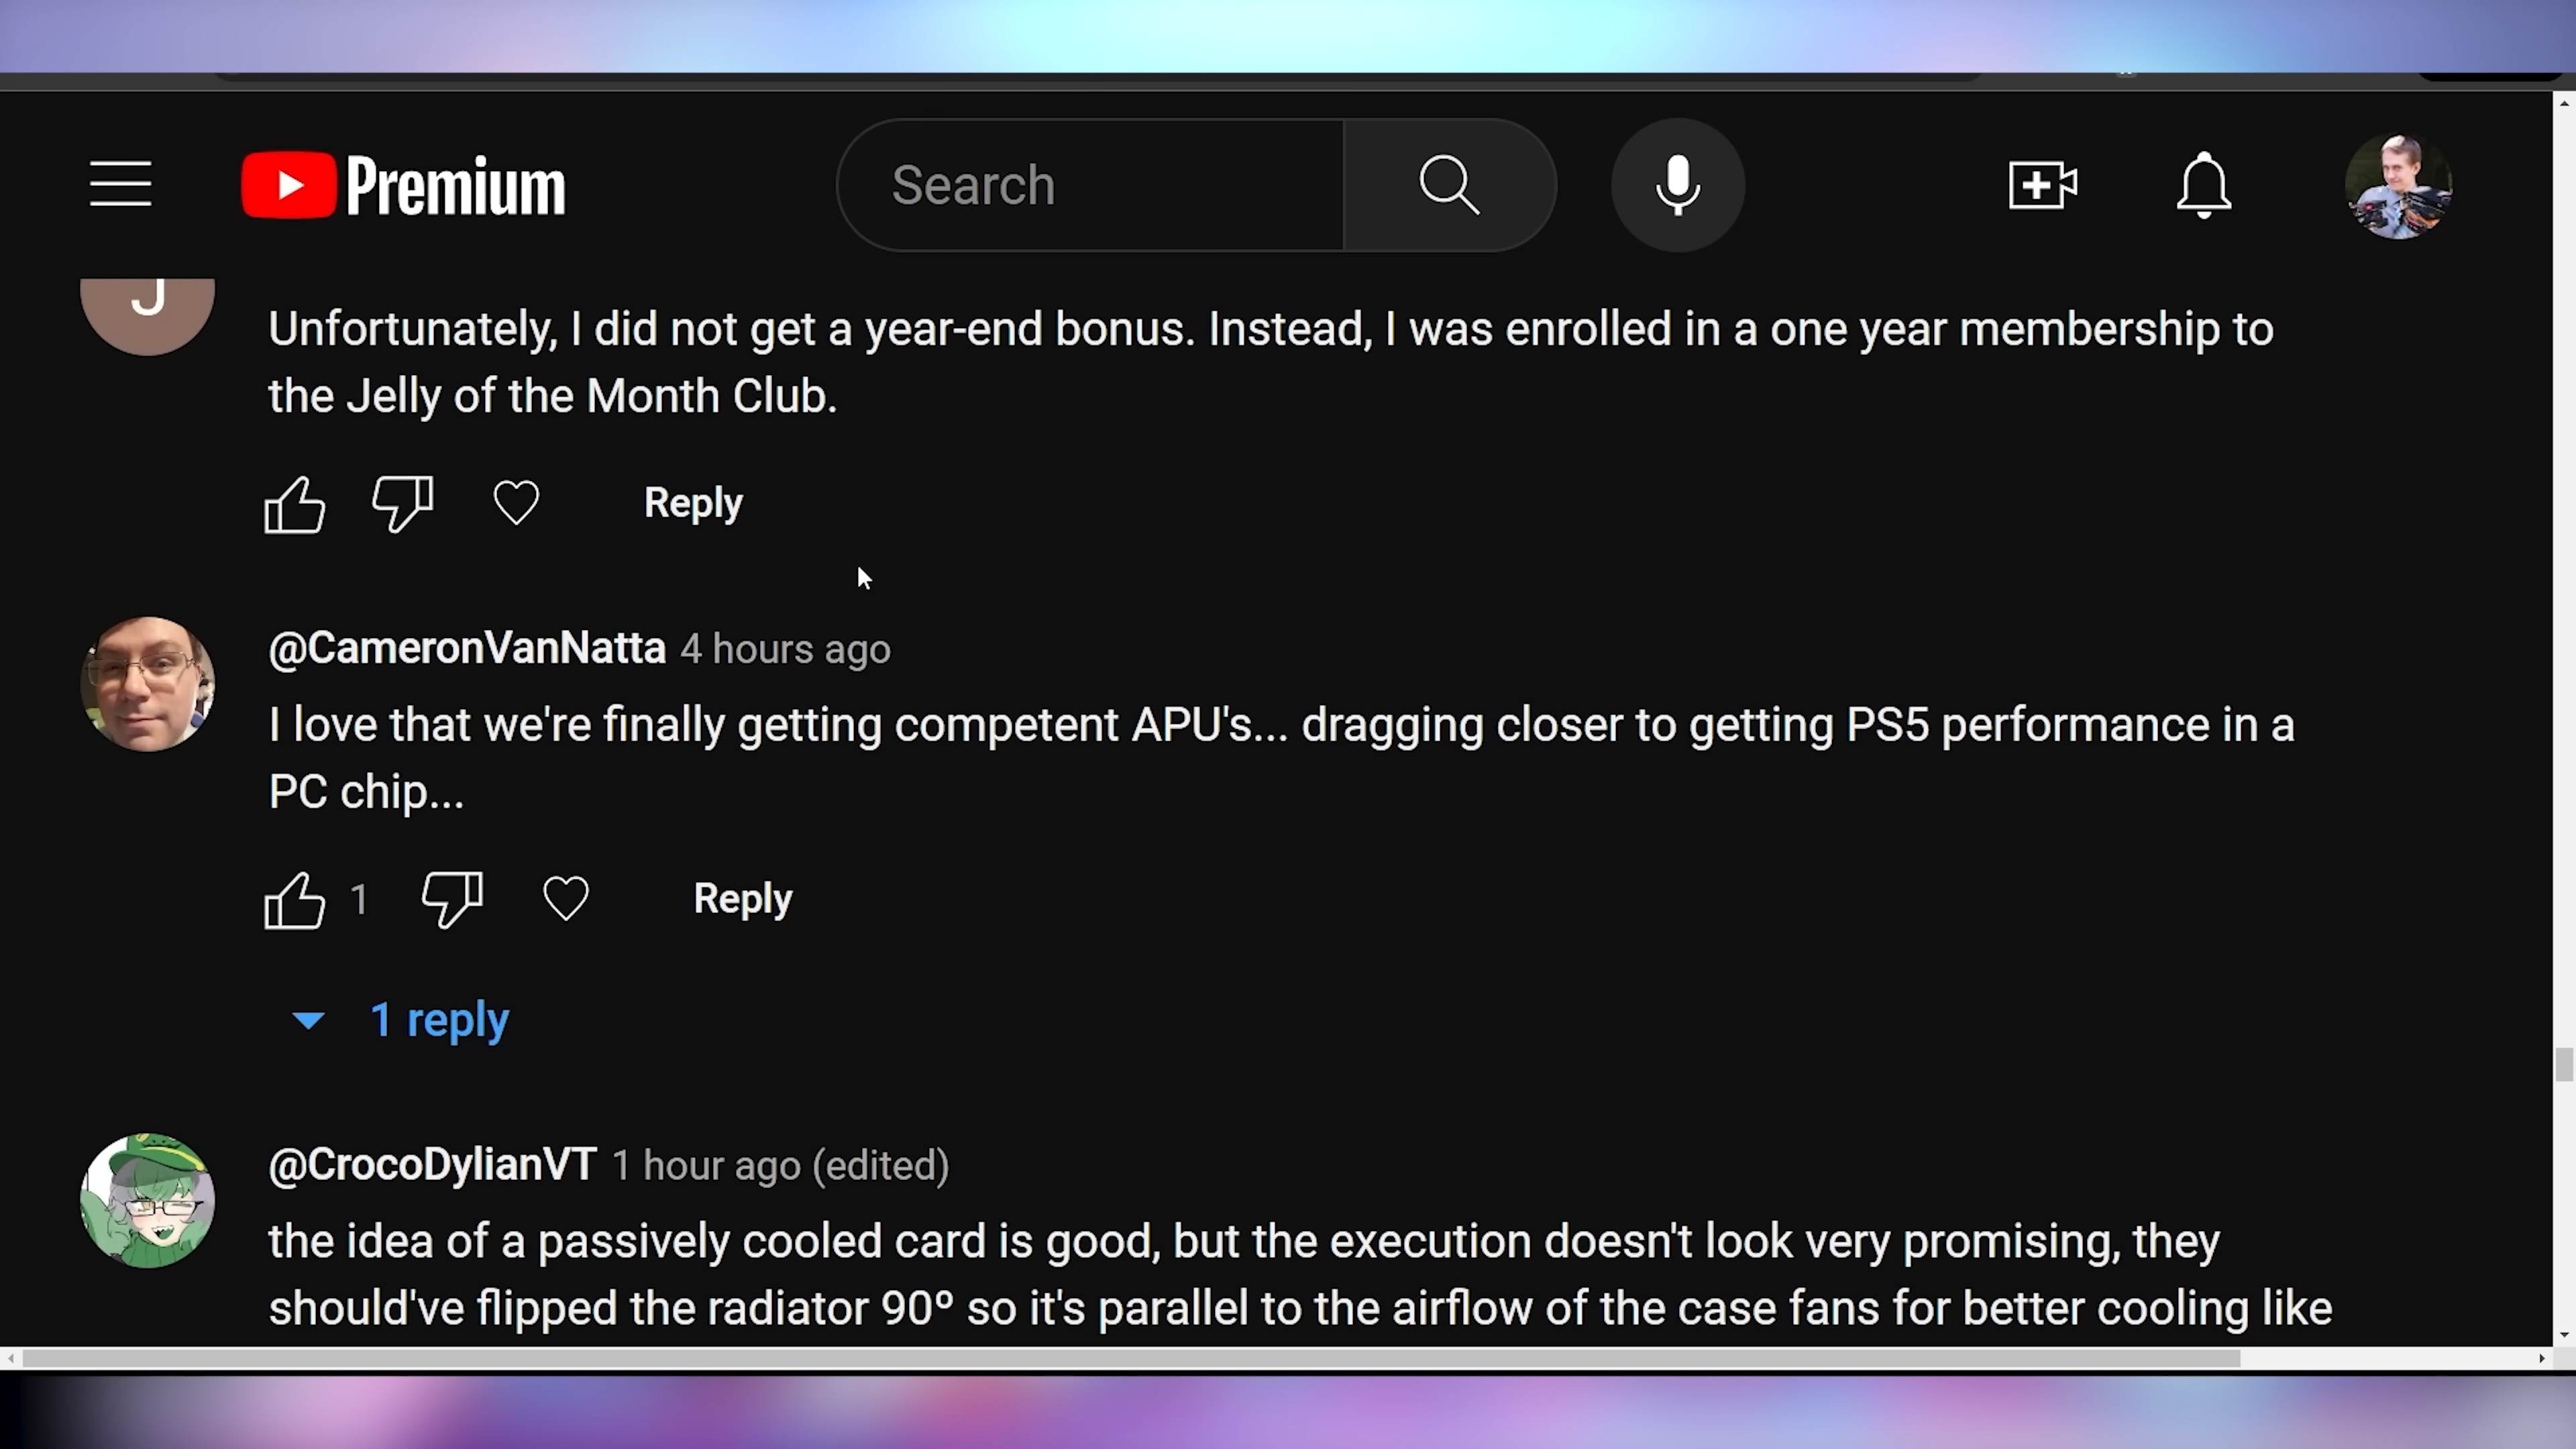 Premium
Search
J
Unfortunately, I did not get a year-end bonus. Instead, I was enrolled in a one year membership to
the Jelly of the Month Club.
Reply
@CameronVanNatta 4 hours ago
I love that we're finally getting competent APU's... dragging closer to getting PS5 performance in a
PC chip...
1
Reply
1 reply
@CrocoDylianVT 1 hour ago (edited)
the idea of a passively cooled card is good, but the execution doesn't look very promising, they
should've flipped the radiator 90º so it's parallel to the airflow of the case fans for better cooling like